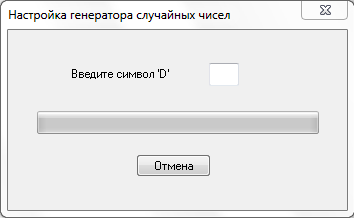 Настройка генератора случайных чисел
Введите символ 'D'
Отмена